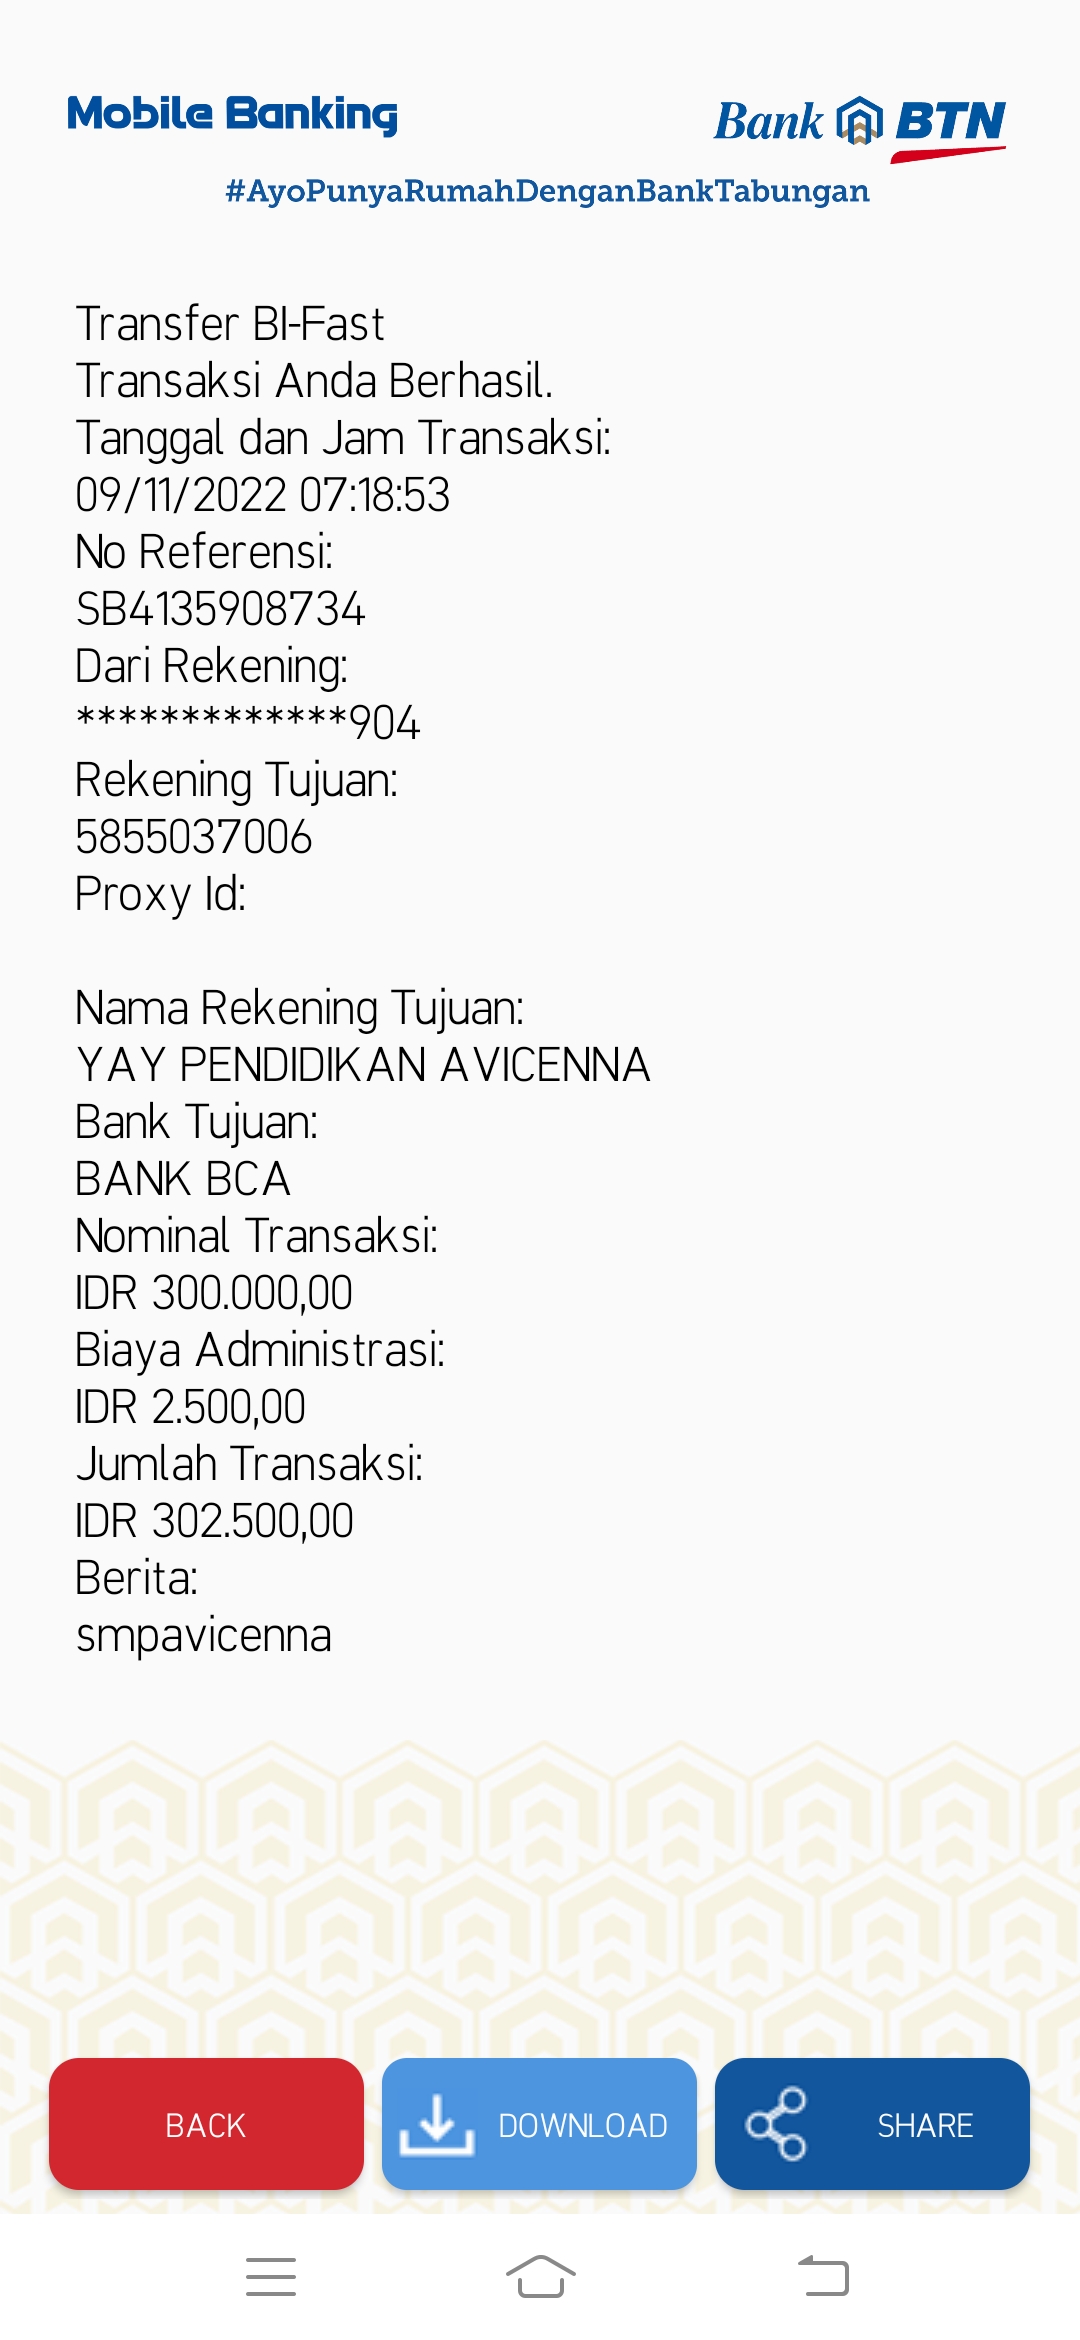 Mobile Banking
Bank BTN
#AyoPunyaRumahDenganBankTabungan
Transfer BI-Fast
Transaksi Anda Berhasil.
Tanggal dan Jam Transaksi:
09/11/2022 07:18:53
No Referensi:
SB4135908734
Dari Rekening:
*************904
Rekening Tujuan:
5855037006
Proxy Id:
Nama Rekening Tujuan:
YAY PENDIDIKAN AVICENNA
Bank Tujuan:
BANK BCA
Nominal Transaksi:
IDR 300.000,00
Biaya Administrasi:
IDR 2.500,00
Jumlah Transaksi:
IDR 302.500,00
Berita:
smpavicenna
BACK
DOWNLOAD
SHARE